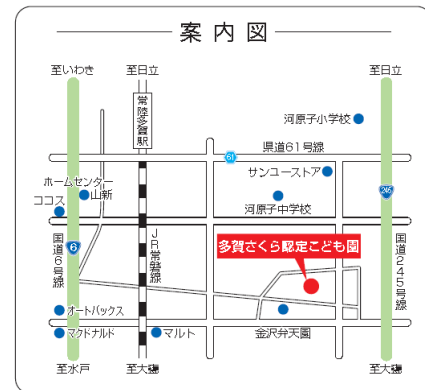 案内図
至いわき
至日立
至日立
常陸多賀駅
河原子小学校
61
県道61号線
サンユーストア
ホームセンター
山新
ココス
河原子中学校
245
6
国道6号線
JR常磐線
多賀さくら認定こども園
国道245号線
オートバックス
マクドナルド
マルト
金沢弁天園
至水戸
至大甕
至大甕